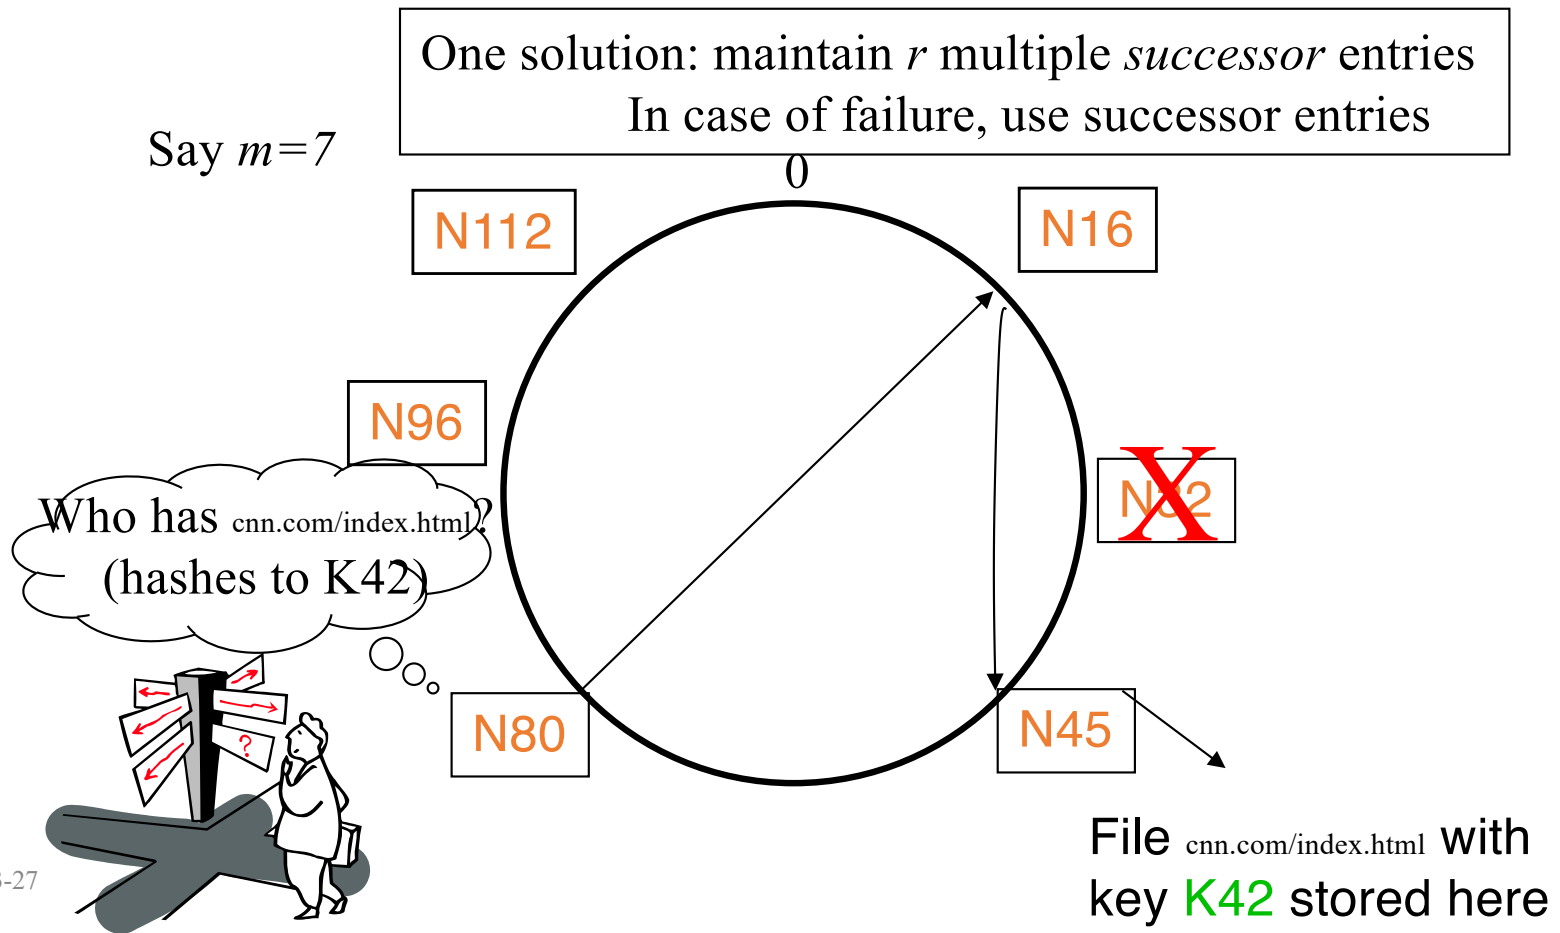 One solution: maintain r multiple successor entries
In case of failure, use successor entries
Say m=7
0
N112
N16
N96
N32
X
Who has cnn.com/index.html?
(hashes to K42)
?
N80
N45
File cnn.com/index.html with
key K42 stored here
-27